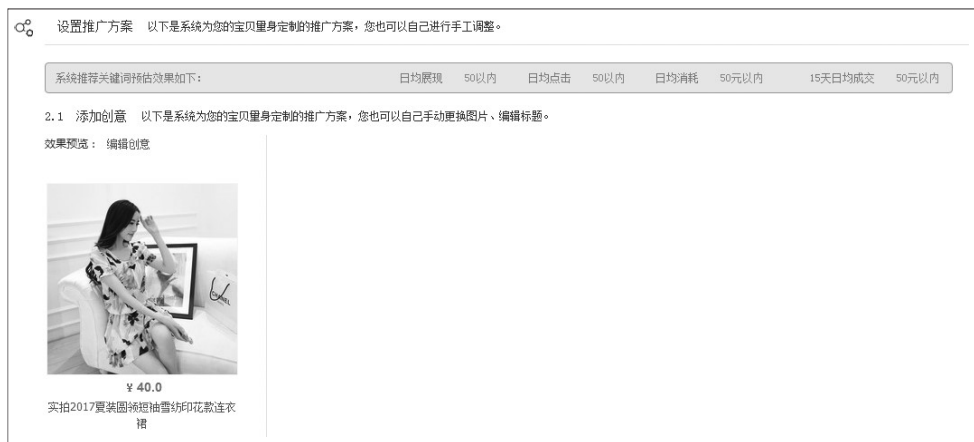 设置推广方案 以下是系统为您的宝贝量身定制的推广方案，您也可以自己进行手工调整。
系统推荐关键词预估效果如下： 日均展现 50以内 日均点击 50以内 日均消耗 50元以内 15天日均成交 50元以内
2.1 添加创意 以下是系统为您的宝贝量身定制的推广方案，您也可以自己手动更换图片、编辑标题。
效果预览： 编辑创意
CHANEL
¥ 40.0
实拍2017夏装圆领短袖雪纺印花款连衣
裙